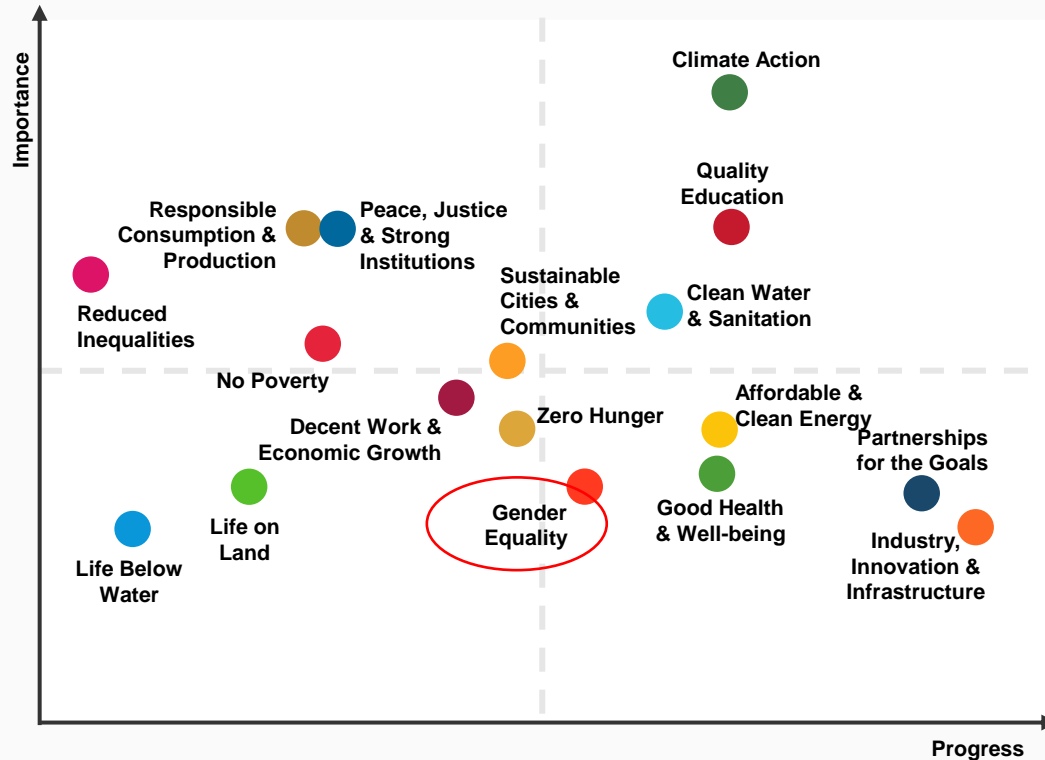 Importance
Climate Action
Quality
Education
Responsible
Consumption &
Production
Peace, Justice
& Strong
Institutions
Sustainable
Cities &
Communities
Clean Water
& Sanitation
Reduced
Inequalities
No Poverty
Decent Work &
Economic Growth
Zero Hunger
Affordable &
Clean Energy
Partnerships
for the Goals
Life on
Land
Gender
Equality
Good Health
& Well-being
Industry,
Innovation &
Infrastructure
Life Below
Water
Progress